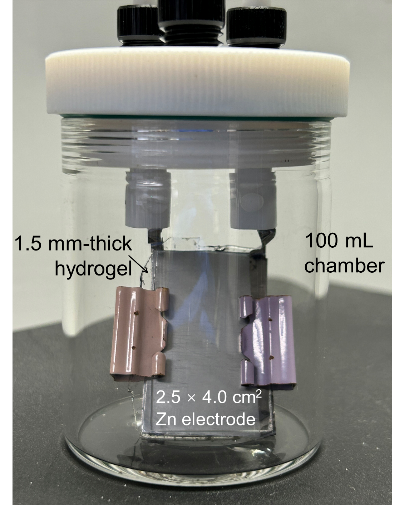 1.5 mm-thick
hydrogel
100 mL
chamber
2.5 × 4.0 cm²
Zn electrode